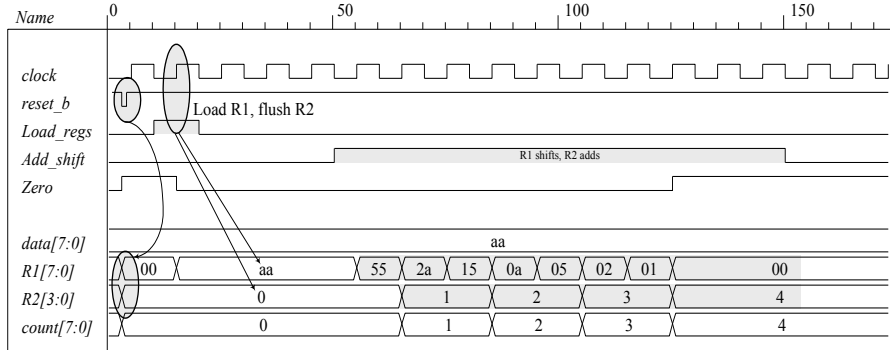 Name 0 50 100 150
clock
reset_b
Load R1, flush R2
Load_regs
Add_shift R1 shifts, R2 adds
Zero
data[7:0] aa
R1[7:0] 00 aa 55 2a 15 0a 05 02 01 00
R2[3:0] 0 1 2 3 4
count[7:0] 0 1 2 3 4